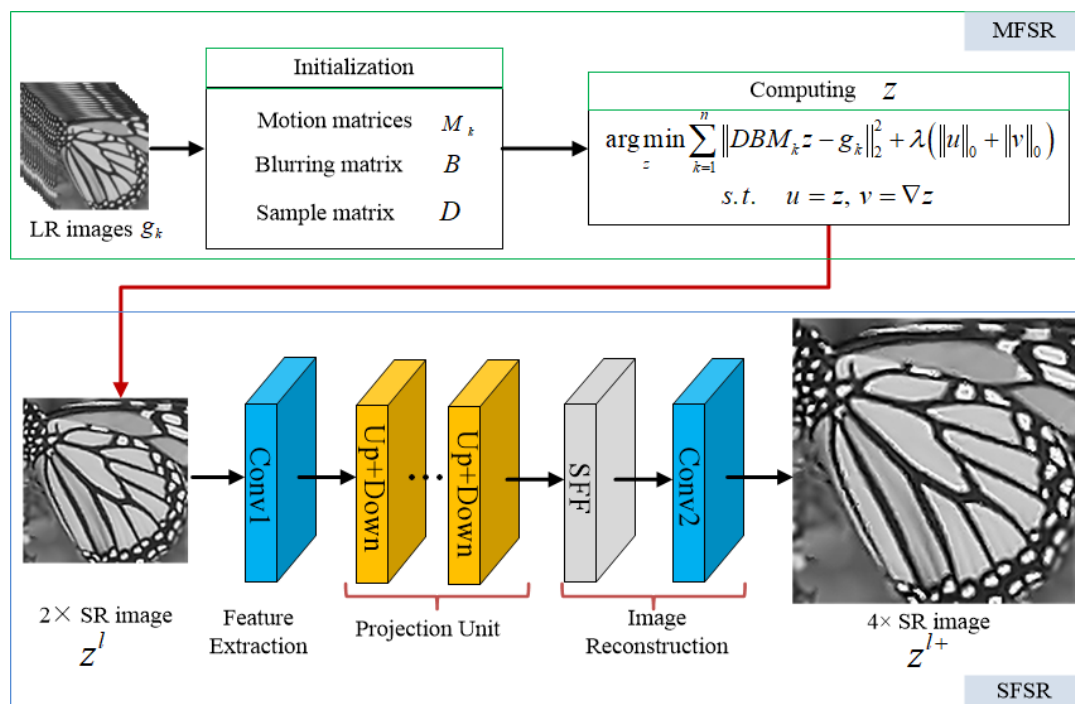 MFSR
Initialization
Motion matrices M_k
Blurring matrix B
Sample matrix D
LR images g_k
Computing z
arg min_z ∑_{k=1}^{n} ‖DBM_k z − g_k‖_2^2 + λ(‖u‖_0 + ‖v‖_0)
s.t. u = z, v = ∇z
Conv1
Up+Down
...
Up+Down
SFF
Conv2
2× SR image
z^l
Feature
Extraction
Projection Unit
Image
Reconstruction
4× SR image
z^{l+}
SFSR